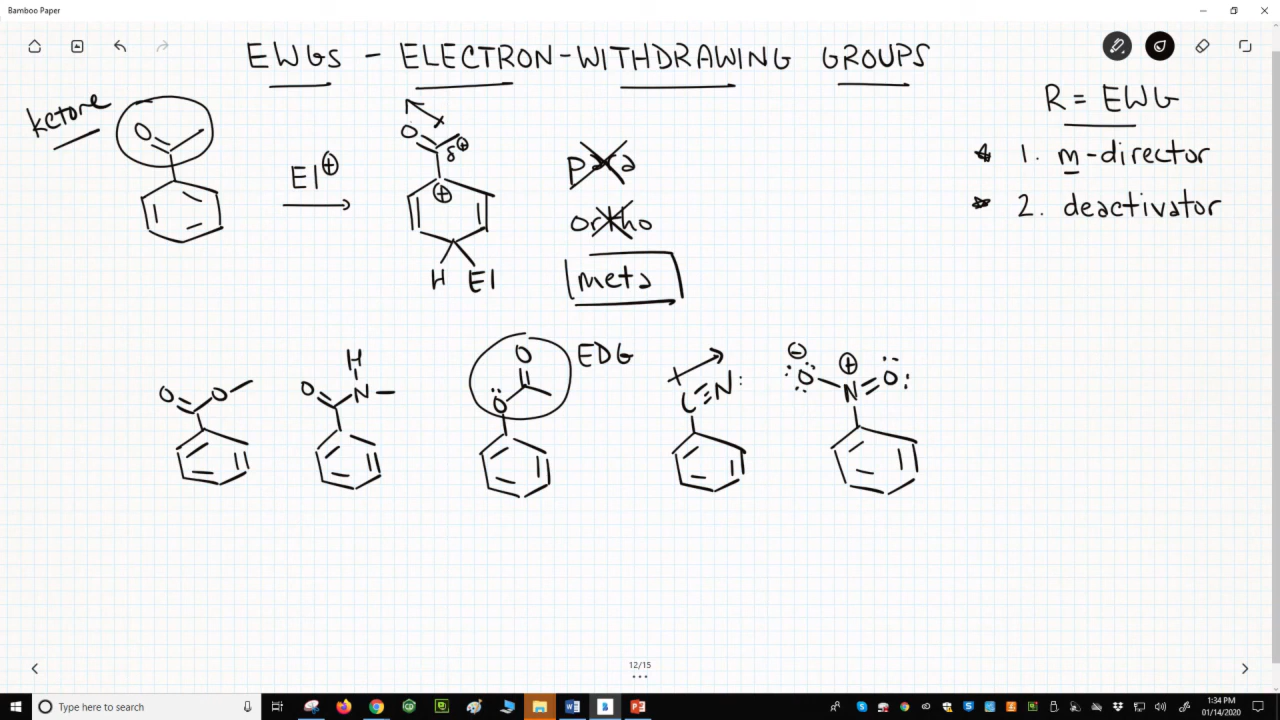 Bamboo Paper
EWGs - ELECTRON-WITHDRAWING GROUPS
R = EWG
1. m-director
2. deactivator
ketone
O
El⊕
O
δ⊕
⊕
H El
para
ortho
meta
O O
H
O N
O
O
EDG
C≡N:
⊖
O
⊕
N
O
12/15
Type here to search
1:34 PM
01/14/2020